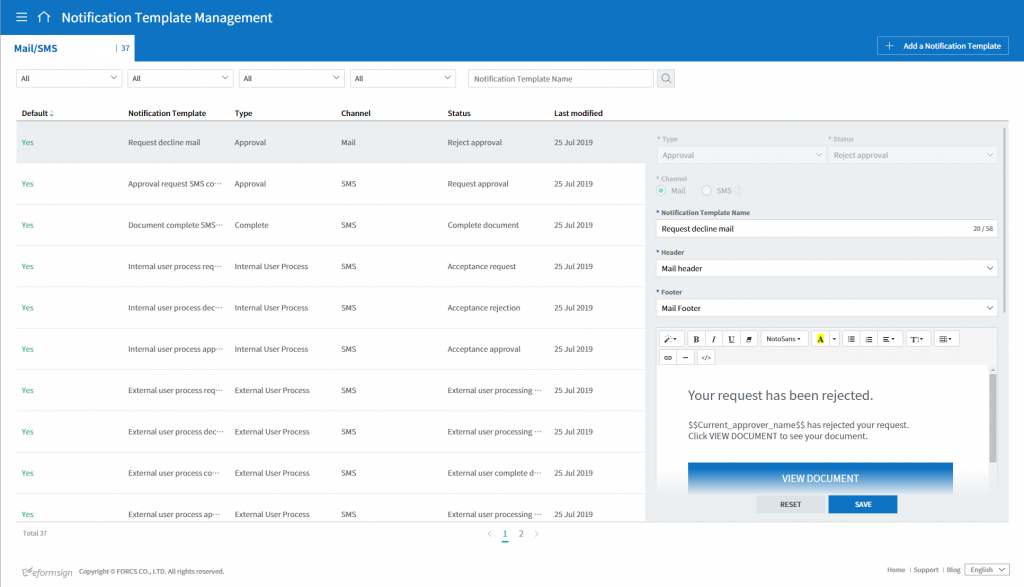 Notification Template Management
Mail/SMS | 37
+ Add a Notification Template
All All All All Notification Template Name
Default Notification Template Type Channel Status Last modified
Yes Request decline mail Approval Mail Reject approval 25 Jul 2019
Yes Approval request SMS co··· Approval SMS Request approval 25 Jul 2019
Yes Document complete SMS··· Complete SMS Complete document 25 Jul 2019
Yes Internal user process req··· Internal User Process SMS Acceptance request 25 Jul 2019
Yes Internal user process dec··· Internal User Process SMS Acceptance rejection 25 Jul 2019
Yes Internal user process app··· Internal User Process SMS Acceptance approval 25 Jul 2019
Yes External user process req··· External User Process SMS External user processing ··· 25 Jul 2019
Yes External user process dec··· External User Process SMS External user processing ··· 25 Jul 2019
Yes External user process co··· External User Process SMS External user complete d··· 25 Jul 2019
Yes External user process ap··· External User Process SMS External user processing ··· 25 Jul 2019
* Type * Status
Approval Reject approval
* Channel
Mail SMS
* Notification Template Name
Request decline mail 20 / 58
* Header
Mail header
* Footer
Mail Footer
B I U NotoSans A T
</>
Your request has been rejected.
$$Current_approver_name$$ has rejected your request.
Click VIEW DOCUMENT to see your document.
VIEW DOCUMENT
RESET SAVE
Total 37 < 1 2 >
eformsign Copyright © FORCS CO., LTD. All rights reserved. Home | Support | Blog English